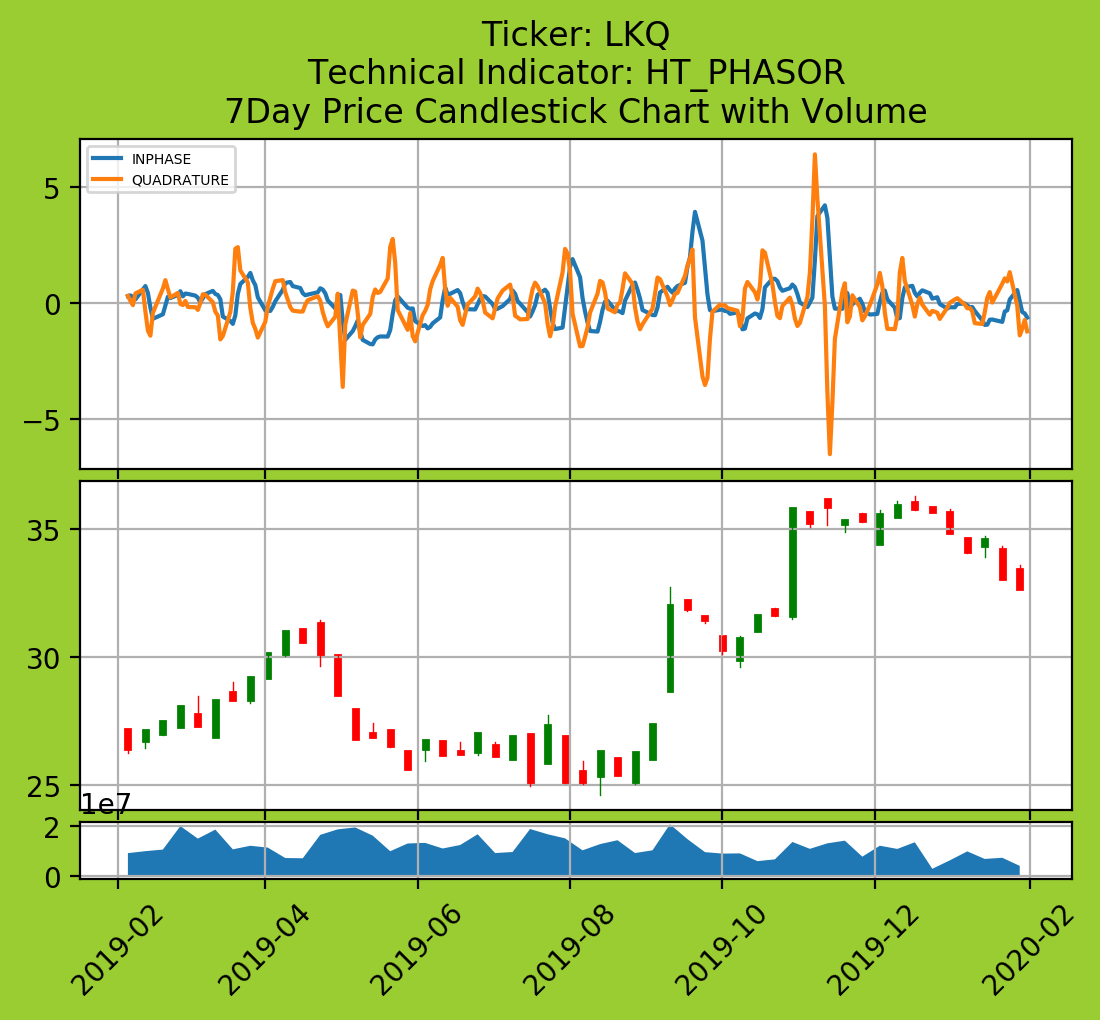 Ticker: LKQ
Technical Indicator: HT_PHASOR
7Day Price Candlestick Chart with Volume
INPHASE
QUADRATURE
5
0
−5
35
30
25
1e7
2
0
2019-02
2019-04
2019-06
2019-08
2019-10
2019-12
2020-02